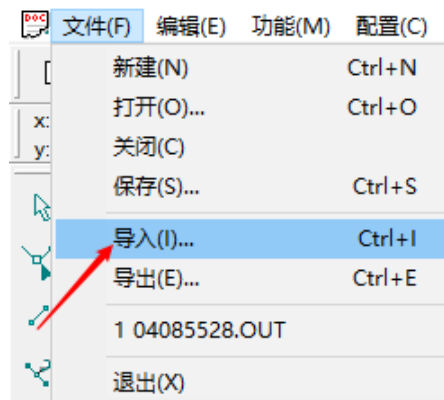 文件(F) 编辑(E) 功能(M) 配置(C)
新建(N) Ctrl+N
打开(O)... Ctrl+O
x: 关闭(C)
y: 保存(S)... Ctrl+S
导入(I)... Ctrl+I
导出(E)... Ctrl+E
1 04085528.OUT
退出(X)